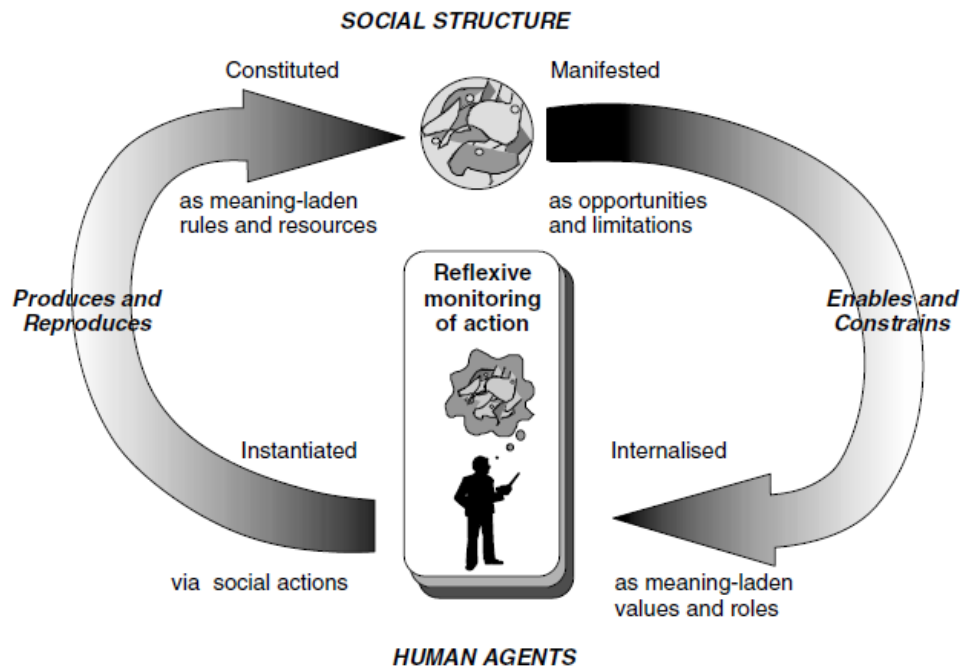 SOCIAL STRUCTURE
Constituted
Manifested
as meaning-laden
rules and resources
as opportunities
and limitations
Reflexive
monitoring
of action
Produces and
Reproduces
Enables and
Constrains
Instantiated
Internalised
via social actions
as meaning-laden
values and roles
HUMAN AGENTS